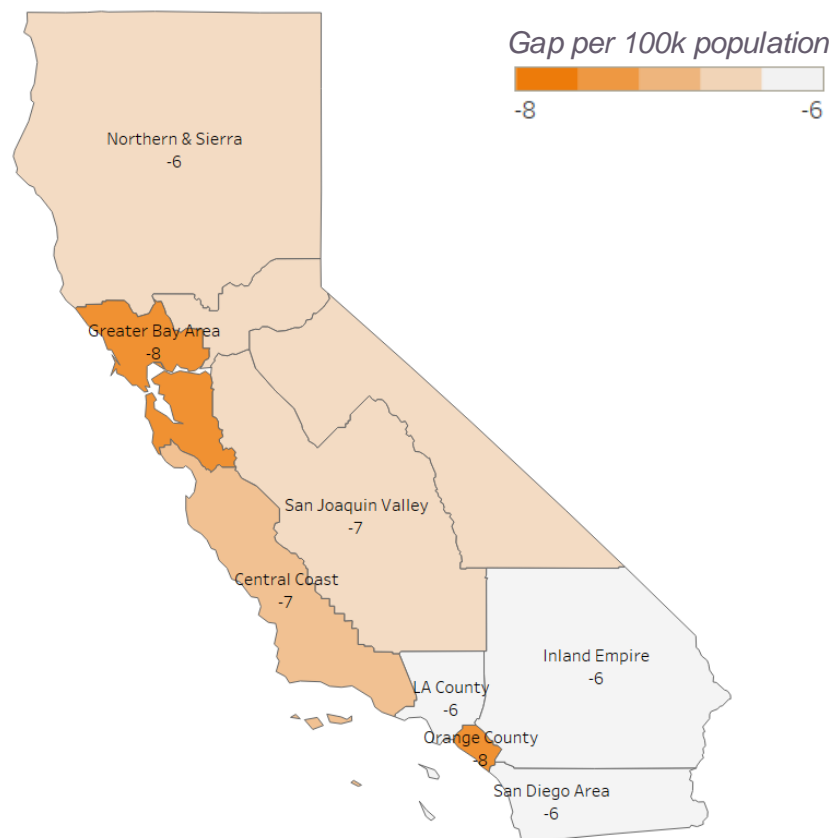 Gap per 100k population
-8 -6
Northern & Sierra
-6
Greater Bay Area
-8
San Joaquin Valley
-7
Central Coast
-7
Inland Empire
-6
LA County
-6
Orange County
-8
San Diego Area
-6